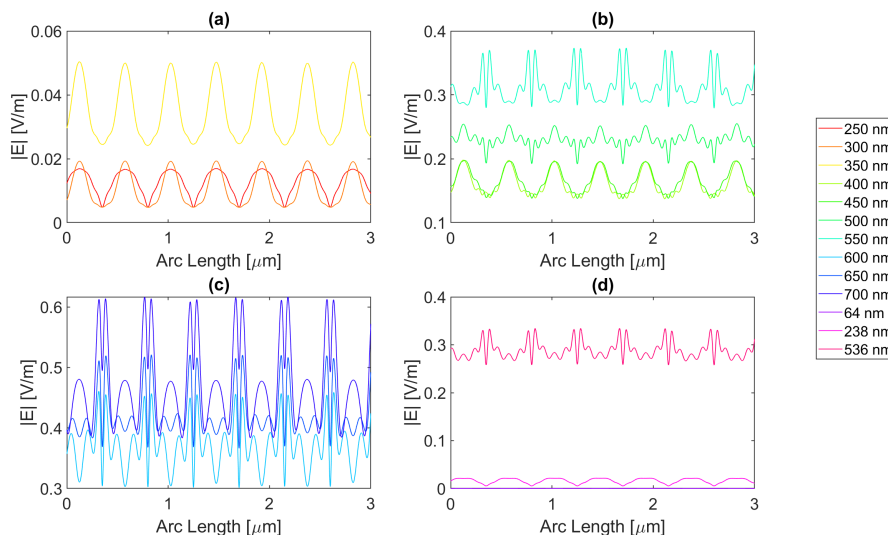 (a)
0.06
0.04
0.02
0
|E| [V/m]
0
1
2
3
Arc Length [μm]
(b)
0.4
0.3
0.2
0.1
|E| [V/m]
0
1
2
3
Arc Length [μm]
(c)
0.6
0.5
0.4
0.3
|E| [V/m]
0
1
2
3
Arc Length [μm]
(d)
0.4
0.3
0.2
0.1
0
|E| [V/m]
0
1
2
3
Arc Length [μm]
250 nm
300 nm
350 nm
400 nm
450 nm
500 nm
550 nm
600 nm
650 nm
700 nm
64 nm
238 nm
536 nm